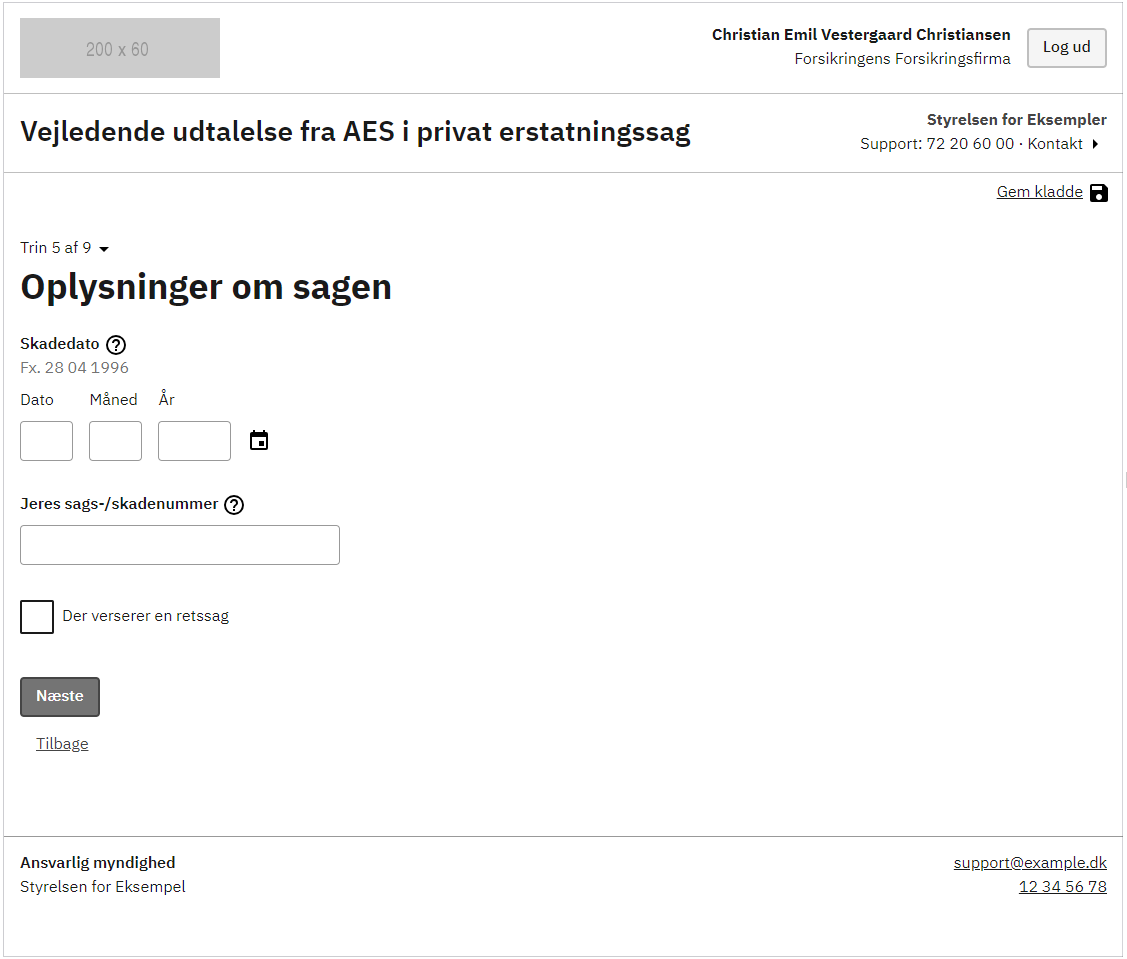 200 x 60
Christian Emil Vestergaard Christiansen
Forsikringens Forsikringsfirma
Log ud
Vejledende udtalelse fra AES i privat erstatningssag
Styrelsen for Eksempler
Support: 72 20 60 00 · Kontakt
Gem kladde
Trin 5 af 9
Oplysninger om sagen
Skadedato ?
Fx. 28 04 1996
Dato Måned År
Jeres sags-/skadenummer ?
Der verserer en retssag
Næste
Tilbage
Ansvarlig myndighed
Styrelsen for Eksempel
support@example.dk
12 34 56 78